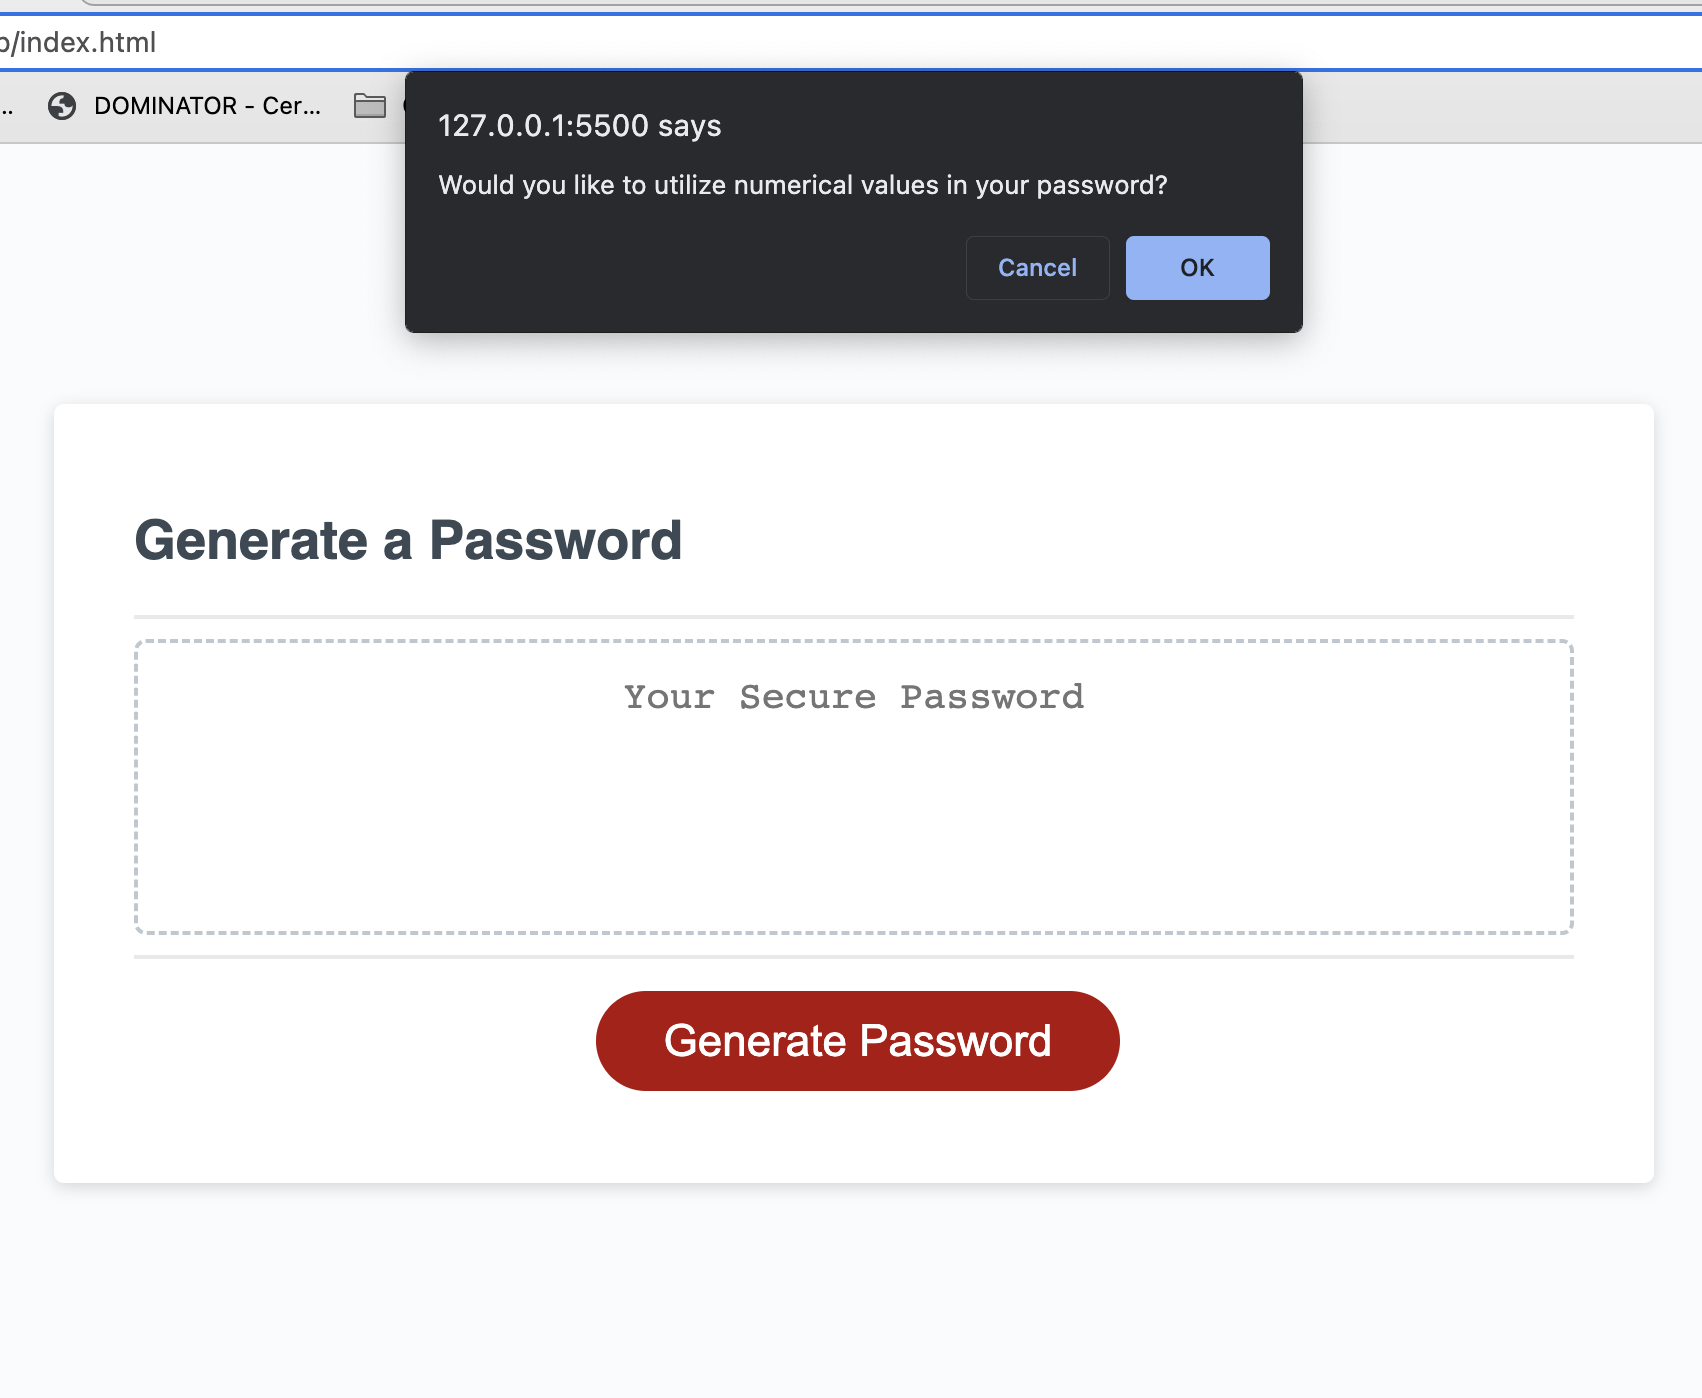 /index.html
DOMINATOR - Cer...
127.0.0.1:5500 says
Would you like to utilize numerical values in your password?
Cancel
OK
Generate a Password
Your Secure Password
Generate Password